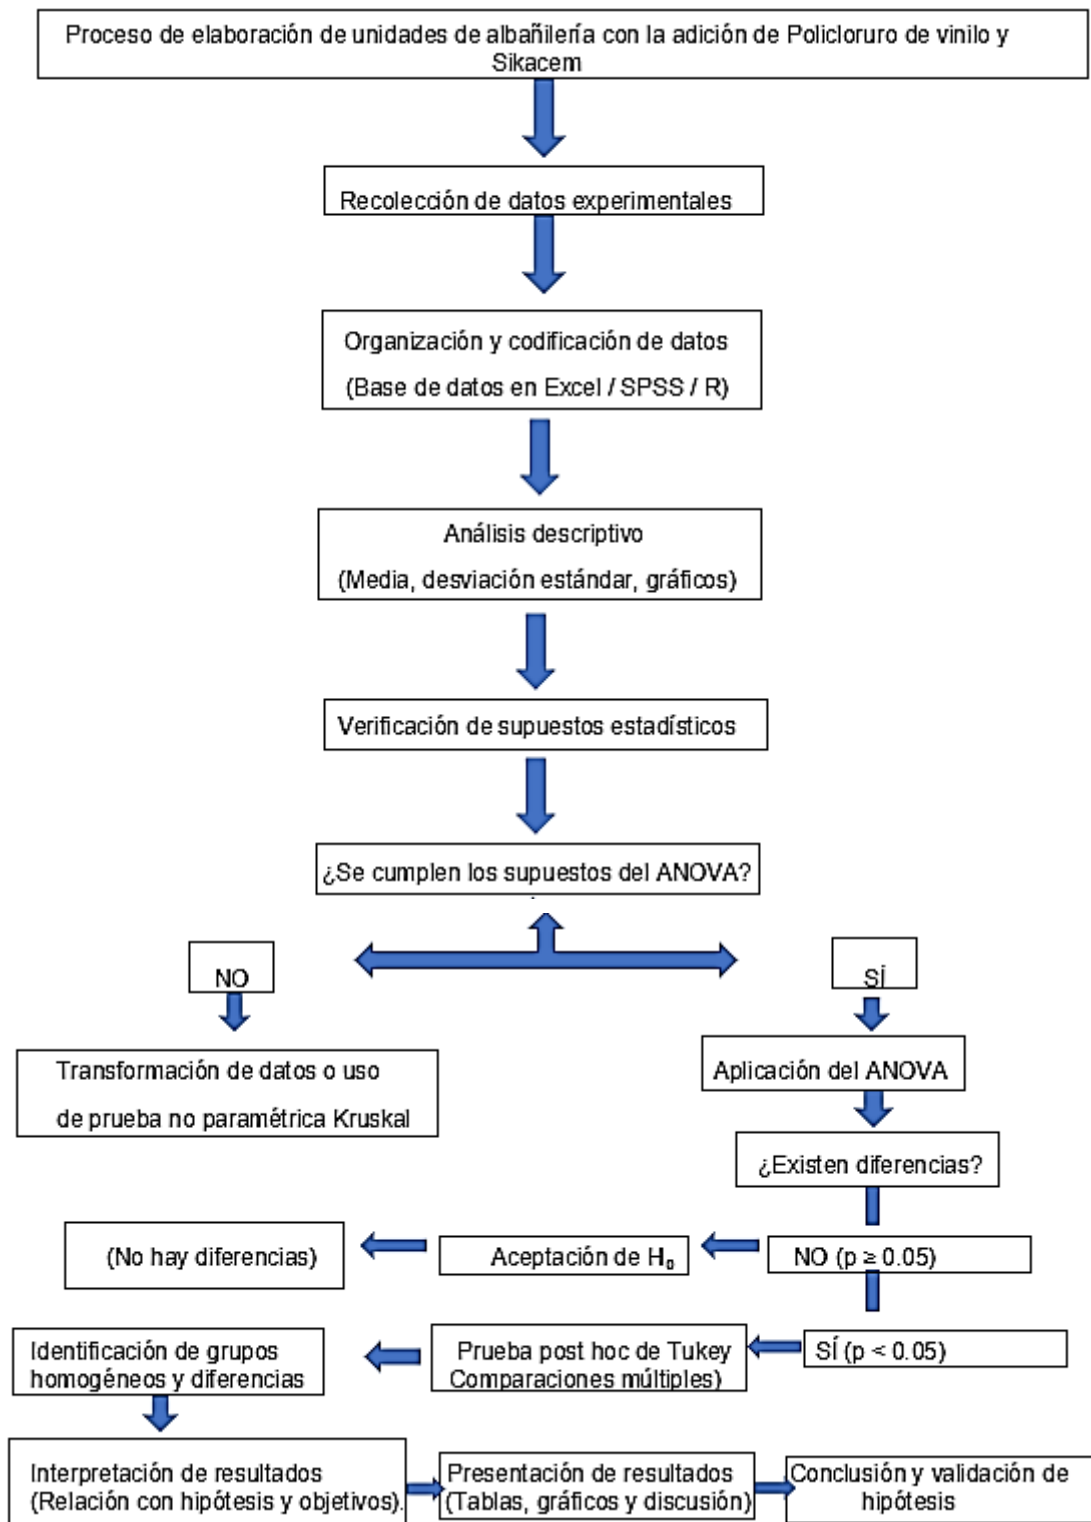 Proceso de elaboración de unidades de albañilería con la adición de Policloruro de vinilo y
Sikacem
Recolección de datos experimentales
Organización y codificación de datos
(Base de datos en Excel / SPSS / R)
Análisis descriptivo
(Media, desviación estándar, gráficos)
Verificación de supuestos estadísticos
¿Se cumplen los supuestos del ANOVA?
NO
SÍ
Transformación de datos o uso
de prueba no paramétrica Kruskal
Aplicación del ANOVA
¿Existen diferencias?
NO (p ≥ 0.05)
Aceptación de H₀
(No hay diferencias)
SÍ (p < 0.05)
Prueba post hoc de Tukey
Comparaciones múltiples)
Identificación de grupos
homogéneos y diferencias
Interpretación de resultados
(Relación con hipótesis y objetivos).
Presentación de resultados
(Tablas, gráficos y discusión)
Conclusión y validación de
hipótesis